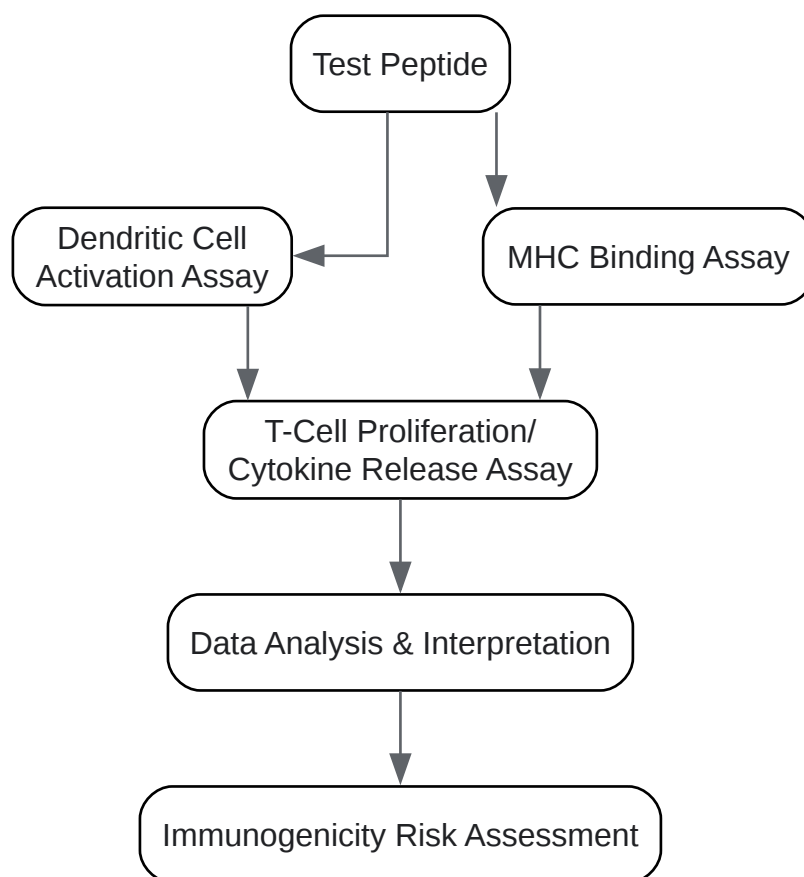 Test Peptide
Dendritic Cell
Activation Assay
MHC Binding Assay
T-Cell Proliferation/
Cytokine Release Assay
Data Analysis & Interpretation
Immunogenicity Risk Assessment